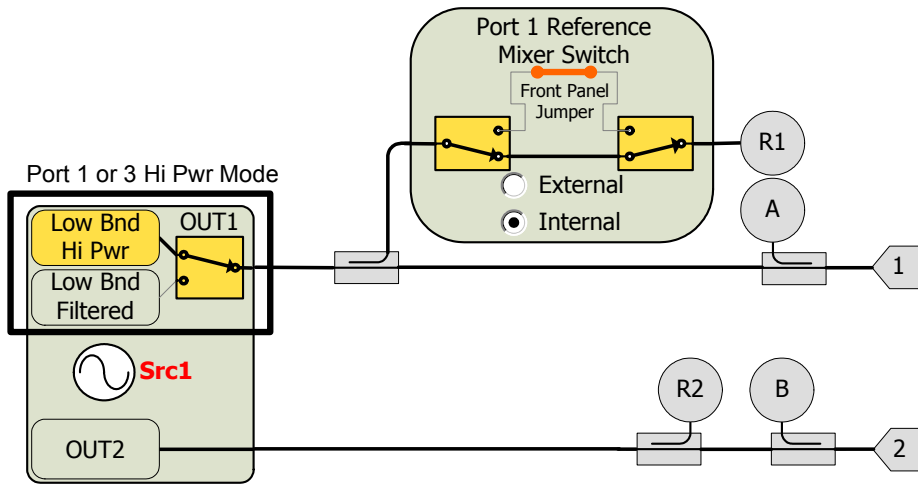 Port 1 Reference
Mixer Switch
Front Panel
Jumper
R1
External
Internal
A
Port 1 or 3 Hi Pwr Mode
Low Bnd
Hi Pwr
OUT1
Low Bnd
Filtered
1
Src1
R2
B
OUT2
2